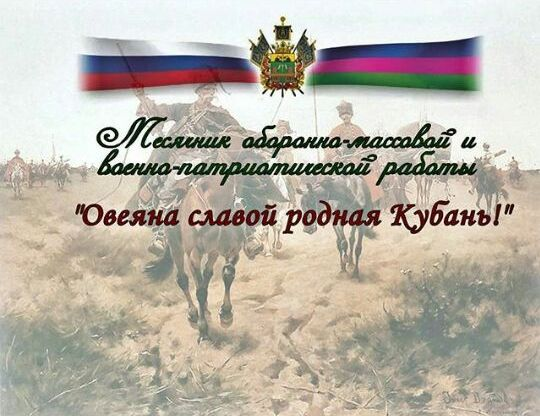 Месячник оборонно-массовой и
военно-патриотической работы
"Овеяна славой родная Кубань!"